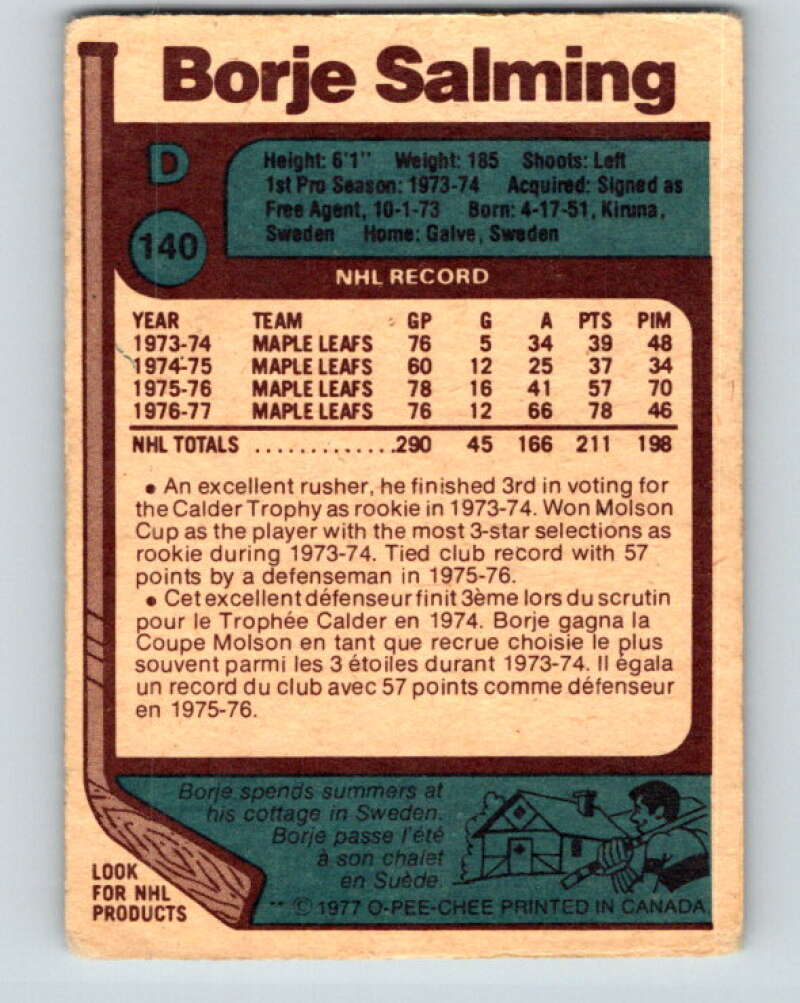 Borje Salming
D
140
Height: 6'1" Weight: 185 Shoots: Left
1st Pro Season: 1973-74 Acquired: Signed as
Free Agent, 10-1-73 Born: 4-17-51, Kiruna,
Sweden Home: Galve, Sweden
NHL RECORD
YEAR TEAM GP G A PTS PIM
1973-74 MAPLE LEAFS 76 5 34 39 48
1974-75 MAPLE LEAFS 60 12 25 37 34
1975-76 MAPLE LEAFS 78 16 41 57 70
1976-77 MAPLE LEAFS 76 12 66 78 46
NHL TOTALS .............290 45 166 211 198
• An excellent rusher, he finished 3rd in voting for
the Calder Trophy as rookie in 1973-74. Won Molson
Cup as the player with the most 3-star selections as
rookie during 1973-74. Tied club record with 57
points by a defenseman in 1975-76.
• Cet excellent défenseur finit 3ème lors du scrutin
pour le Trophée Calder en 1974. Borje gagna la
Coupe Molson en tant que recrue choisie le plus
souvent parmi les 3 étoiles durant 1973-74. Il égala
un record du club avec 57 points comme défenseur
en 1975-76.
Borje spends summers at
his cottage in Sweden.
Borje passe l'été
à son chalet
en Suède.
LOOK
FOR NHL
PRODUCTS
** © 1977 O-PEE-CHEE PRINTED IN CANADA